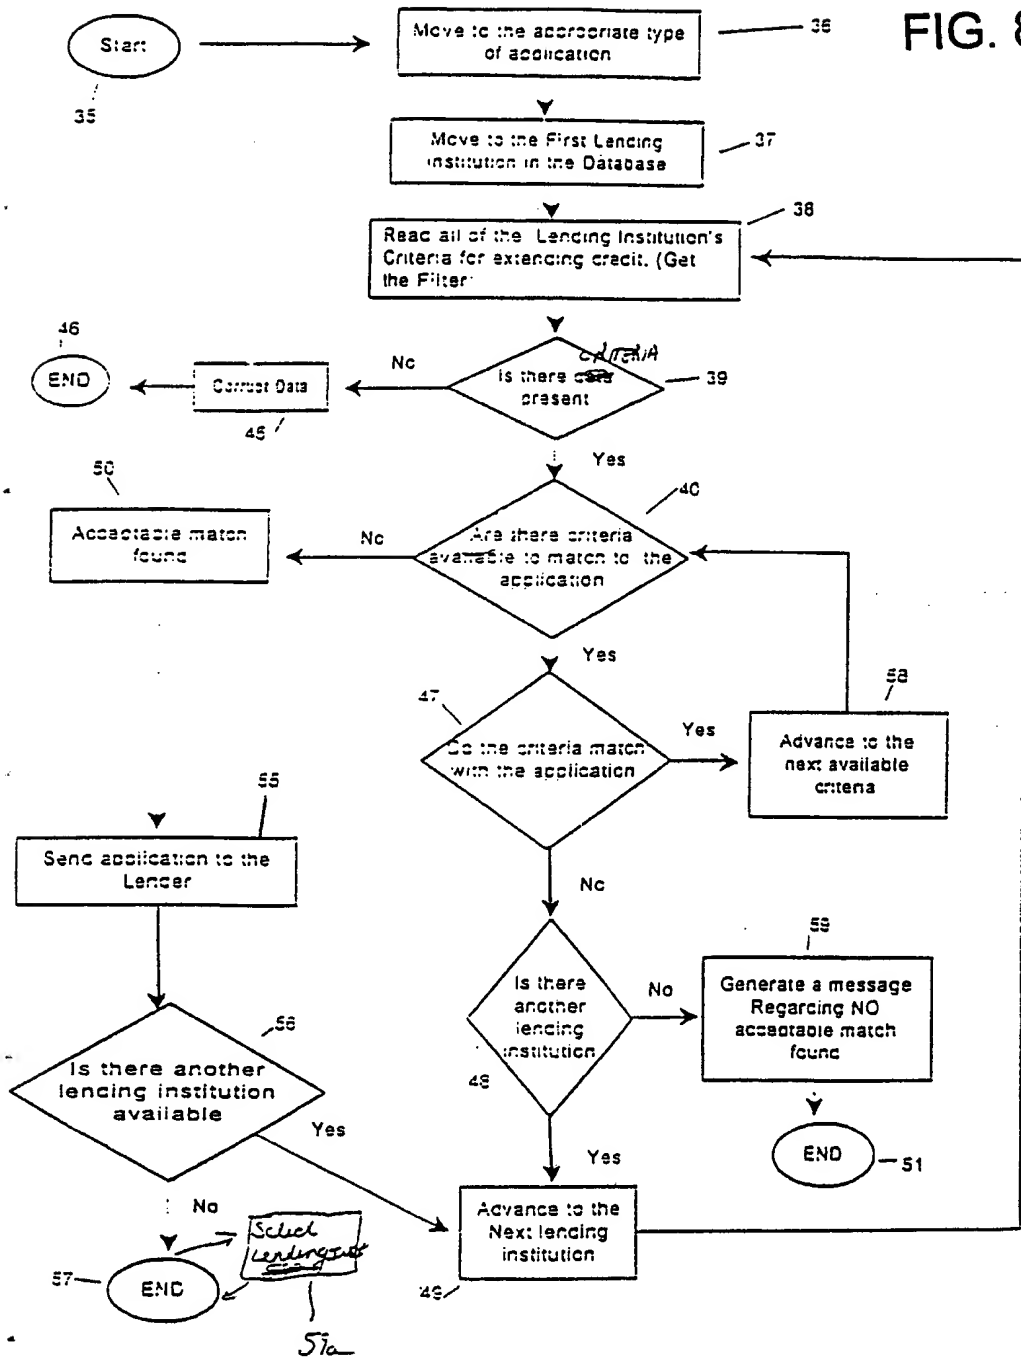 FIG. 8
Start
35
Move to the appropriate type
of application
36
Move to the First Lending
Institution in the Database
37
38
Read all of the Lending Institution's
Criteria for extending credit. (Get
the Filter
46
END
Corrupt Data
45
No
CRITERIA
Is there data
present
39
Yes
50
Acceptable match
found
No
40
Are there criteria
available to match to the
application
Yes
47
Do the criteria match
with the application
Yes
58
Advance to the
next available
criteria
55
Send application to the
Lender
No
56
Is there another
lending institution
available
Yes
No
Is there
another
lending
institution
48
No
59
Generate a message
Regarding NO
acceptable match
found
END
51
Yes
Advance to the
Next lending
institution
49
57
END
Select
Lending
51a